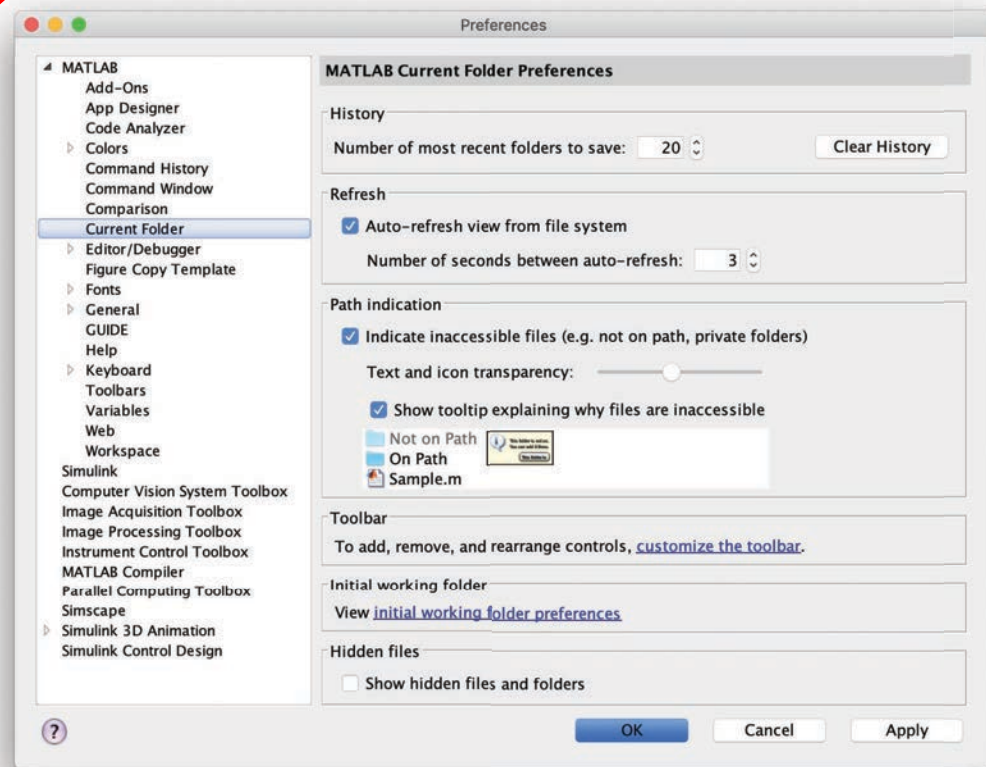 Preferences
MATLAB
Add-Ons
App Designer
Code Analyzer
Colors
Command History
Command Window
Comparison
Current Folder
Editor/Debugger
Figure Copy Template
Fonts
General
GUIDE
Help
Keyboard
Toolbars
Variables
Web
Workspace
Simulink
Computer Vision System Toolbox
Image Acquisition Toolbox
Image Processing Toolbox
Instrument Control Toolbox
MATLAB Compiler
Parallel Computing Toolbox
Simscape
Simulink 3D Animation
Simulink Control Design
MATLAB Current Folder Preferences
History
Number of most recent folders to save: 20 Clear History
Refresh
Auto-refresh view from file system
Number of seconds between auto-refresh: 3
Path indication
Indicate inaccessible files (e.g. not on path, private folders)
Text and icon transparency:
Show tooltip explaining why files are inaccessible
Not on Path
On Path
Sample.m
Toolbar
To add, remove, and rearrange controls, customize the toolbar.
Initial working folder
View initial working folder preferences
Hidden files
Show hidden files and folders
? OK Cancel Apply